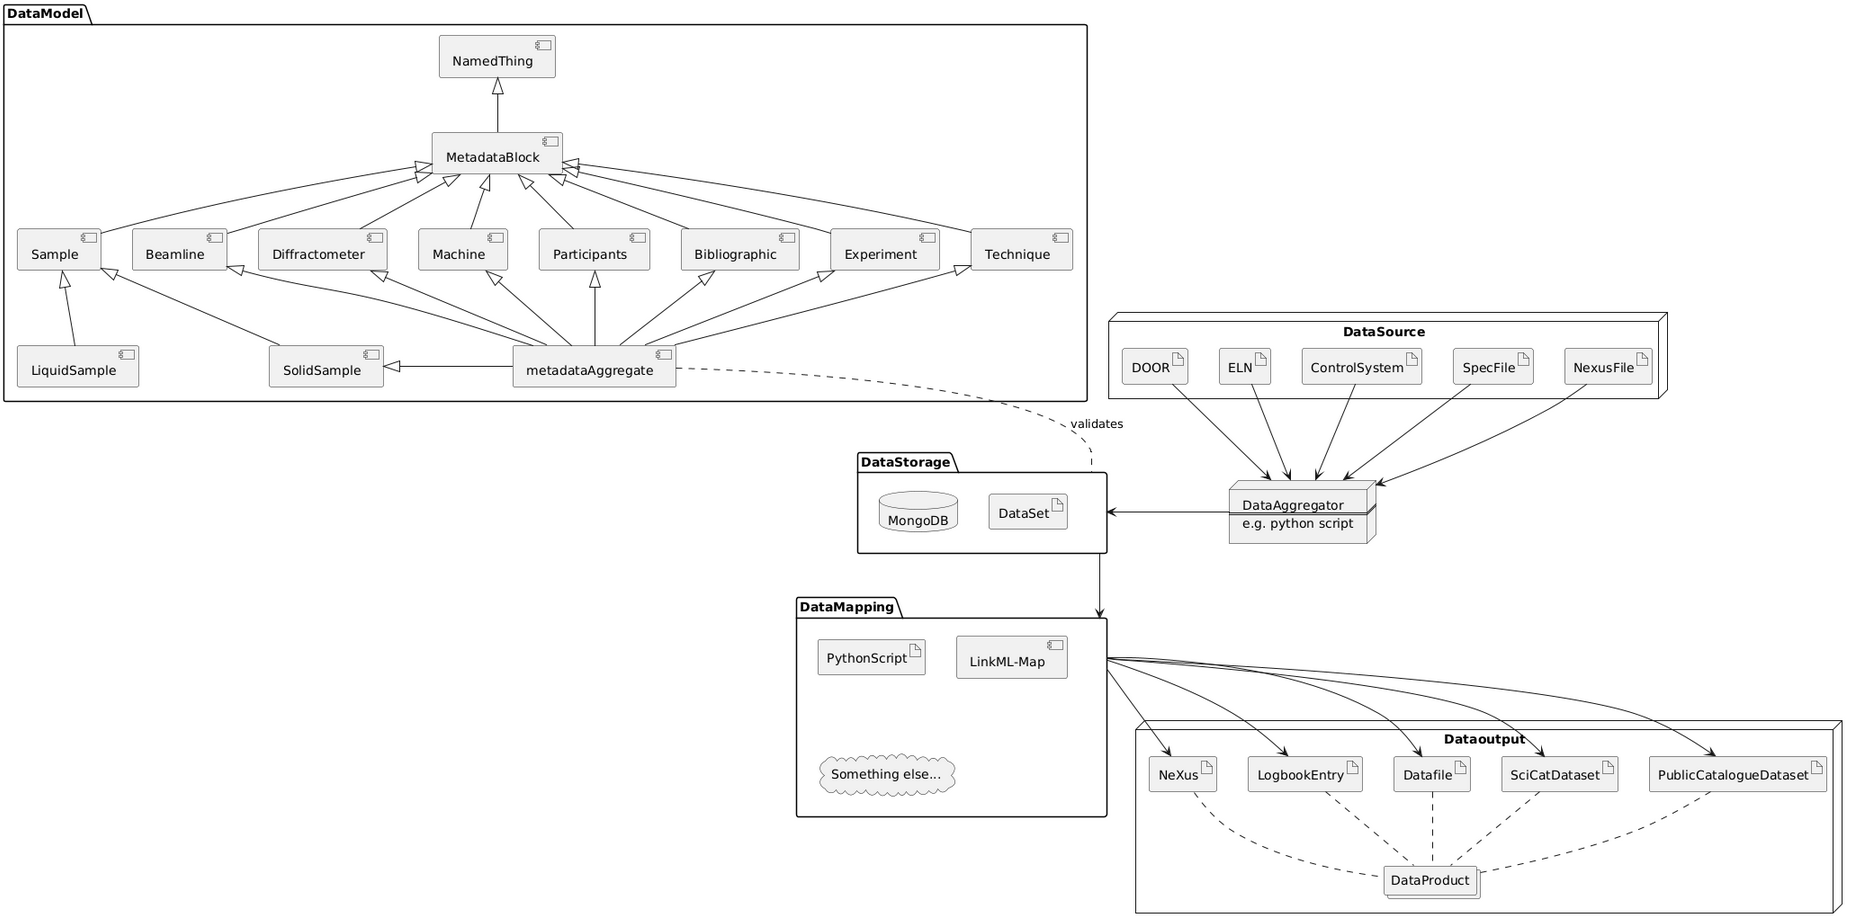 DataModel
NamedThing
MetadataBlock
Sample
Beamline
Diffractometer
Machine
Participants
Bibliographic
Experiment
Technique
LiquidSample
SolidSample
metadataAggregate
DataSource
DOOR
ELN
ControlSystem
SpecFile
NexusFile
validates
DataStorage
MongoDB
DataSet
DataAggregator
e.g. python script
DataMapping
PythonScript
LinkML-Map
Something else...
Dataoutput
NeXus
LogbookEntry
Datafile
SciCatDataset
PublicCatalogueDataset
DataProduct